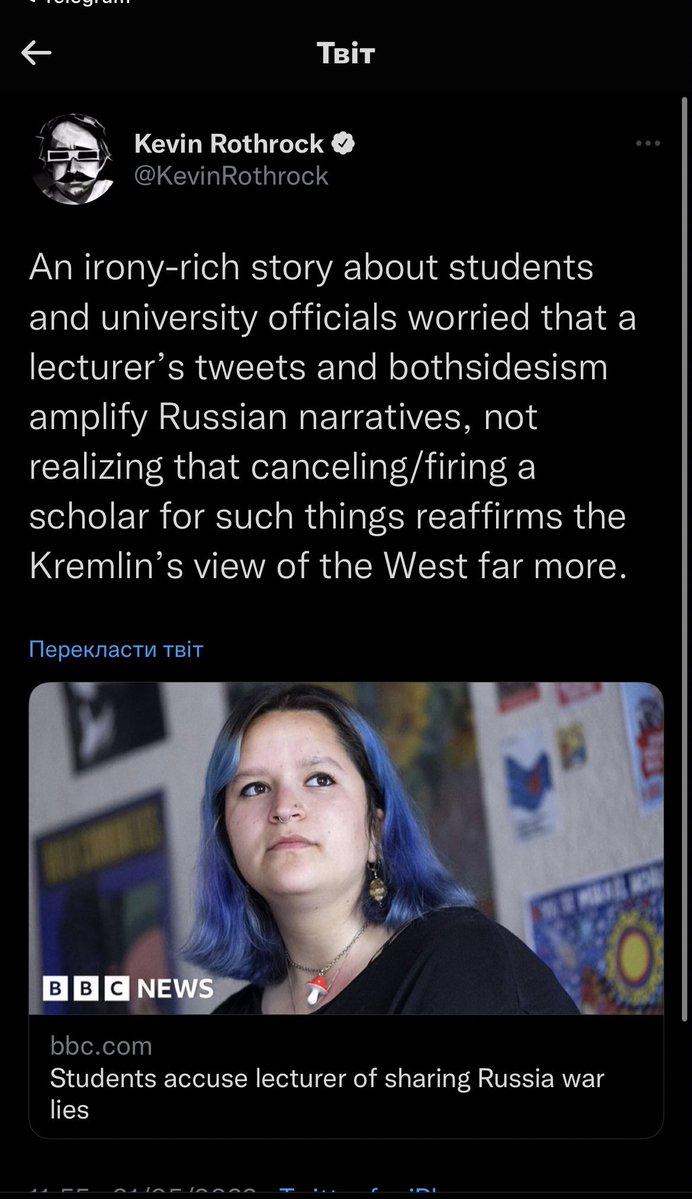 Telegram
Твіт
Kevin Rothrock
@KevinRothrock
An irony-rich story about students
and university officials worried that a
lecturer’s tweets and bothsidesism
amplify Russian narratives, not
realizing that canceling/firing a
scholar for such things reaffirms the
Kremlin’s view of the West far more.
Перекласти твіт
BBC NEWS
bbc.com
Students accuse lecturer of sharing Russia war
lies